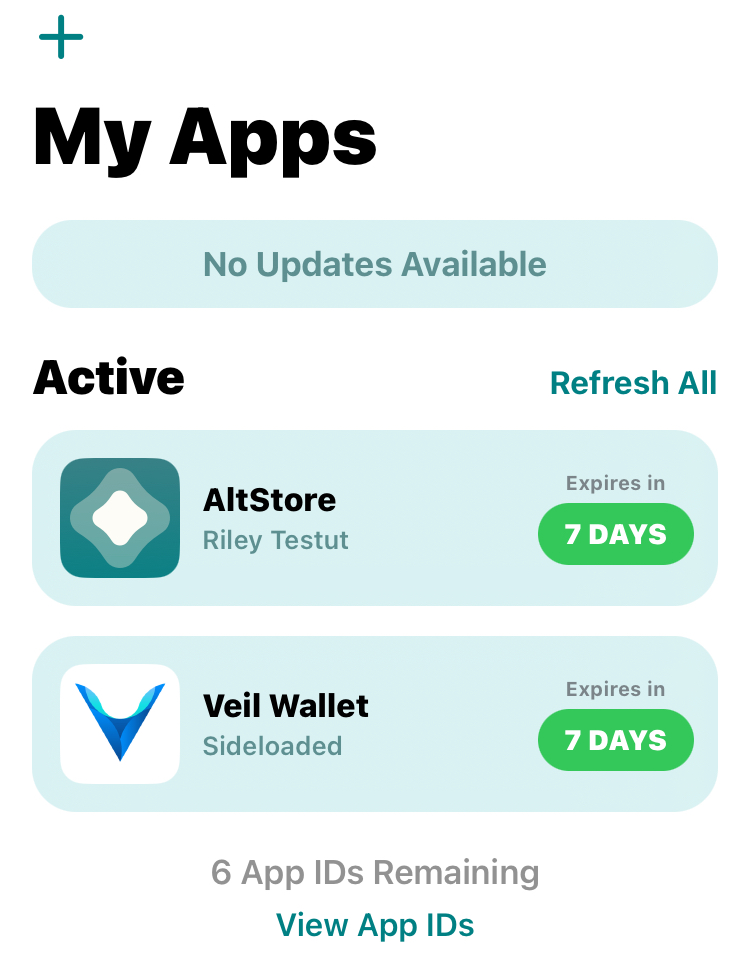 My Apps
No Updates Available
Active
Refresh All
AltStore
Riley Testut
Expires in
7 DAYS
Veil Wallet
Sideloaded
Expires in
7 DAYS
6 App IDs Remaining
View App IDs